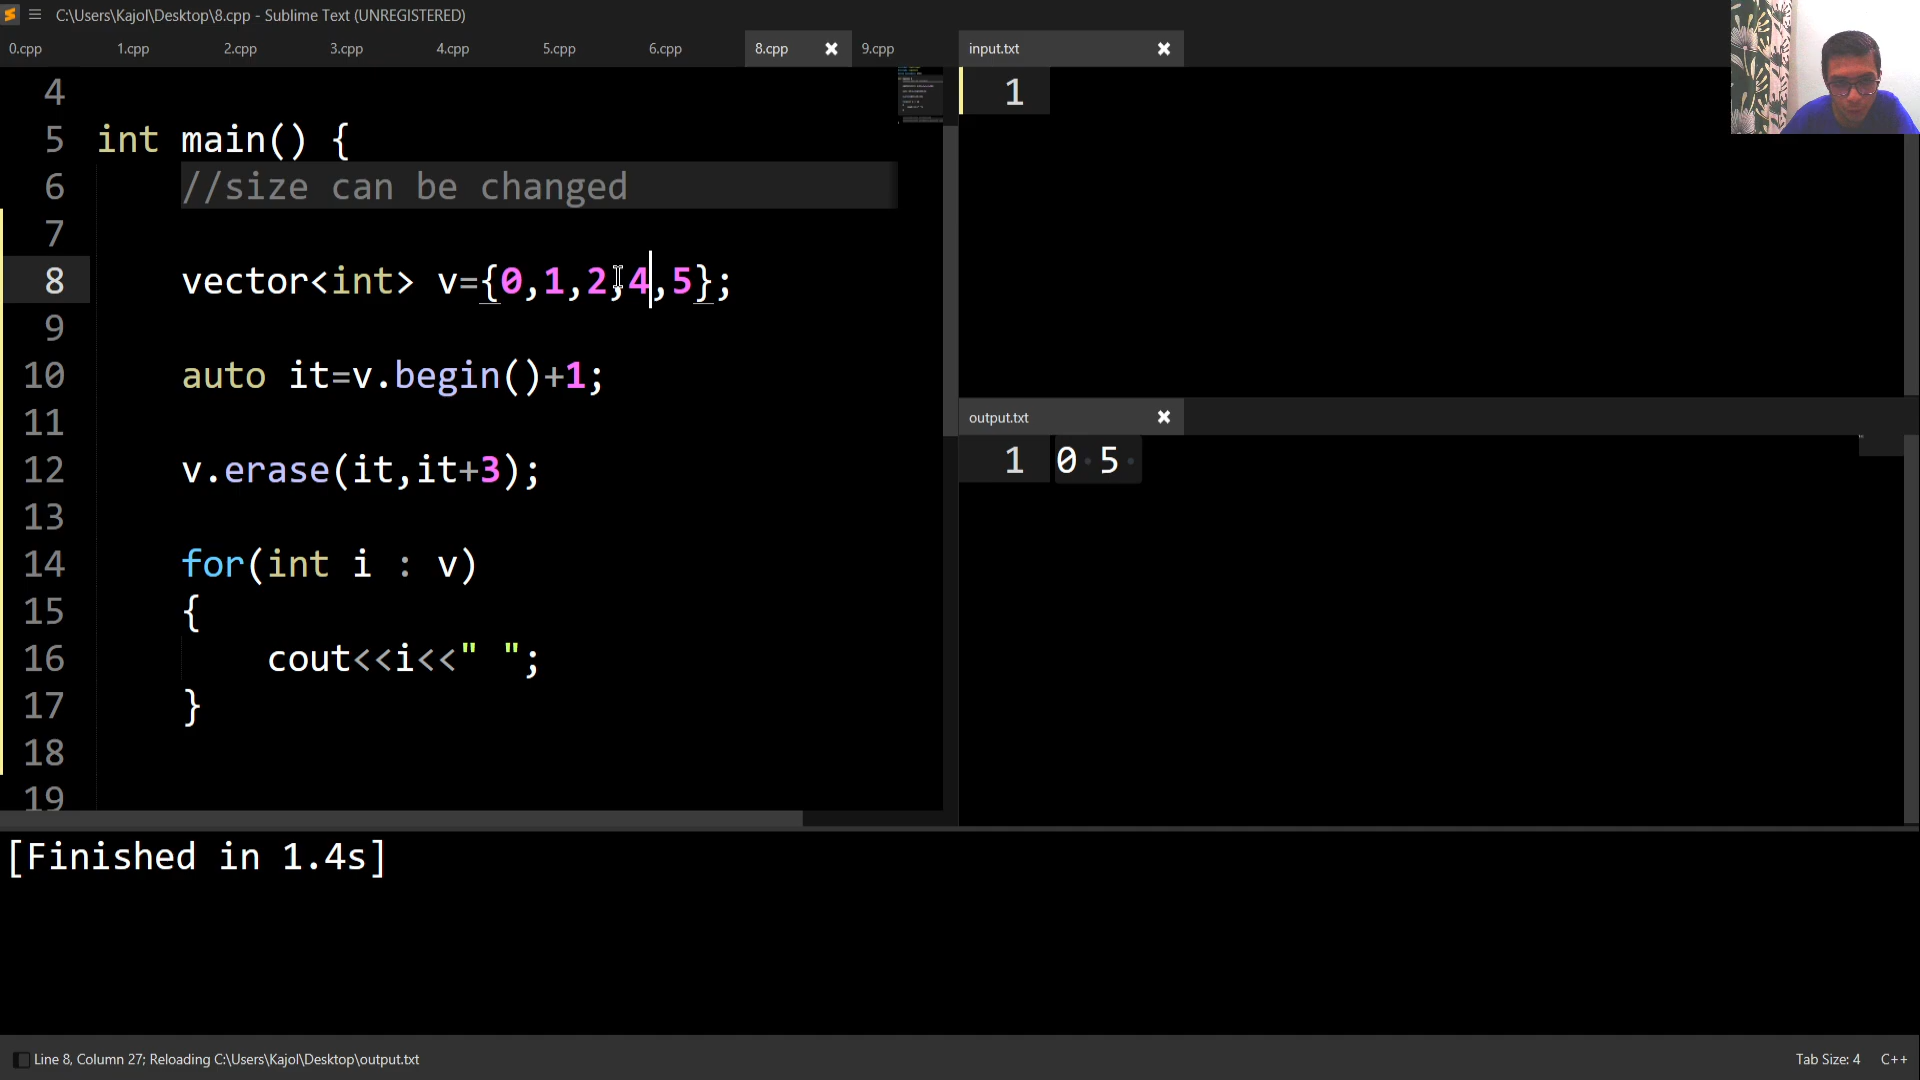 C:\Users\Kajol\Desktop\8.cpp - Sublime Text (UNREGISTERED)
0.cpp 1.cpp 2.cpp 3.cpp 4.cpp 5.cpp 6.cpp 8.cpp 9.cpp
4
5 int main() {
6 //size can be changed
7
8 vector<int> v={0,1,2,4,5};
9
10 auto it=v.begin()+1;
11
12 v.erase(it,it+3);
13
14 for(int i : v)
15 {
16 cout<<i<<" ";
17 }
18
19
input.txt
1
output.txt
1 0 5
[Finished in 1.4s]
Line 8, Column 27; Reloading C:\Users\Kajol\Desktop\output.txt
Tab Size: 4 C++